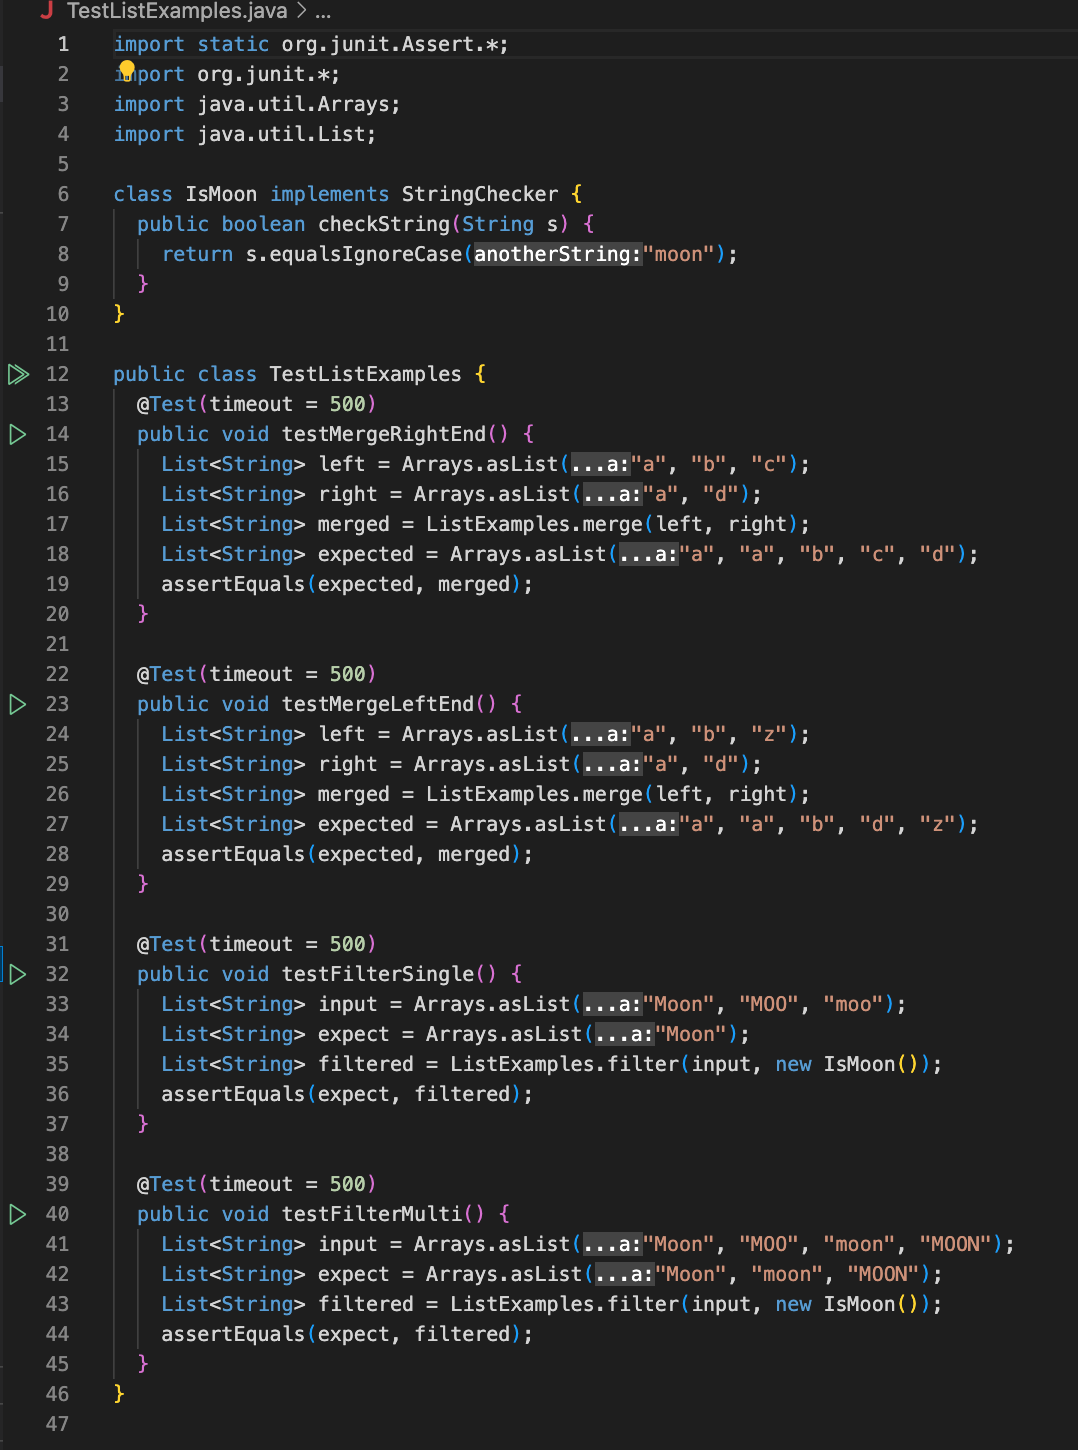 TestListExamples.java > ...
1 import static org.junit.Assert.*;
2 import org.junit.*;
3 import java.util.Arrays;
4 import java.util.List;
5
6 class IsMoon implements StringChecker {
7   public boolean checkString(String s) {
8     return s.equalsIgnoreCase(anotherString:"moon");
9   }
10 }
11
12 public class TestListExamples {
13   @Test(timeout = 500)
14   public void testMergeRightEnd() {
15     List<String> left = Arrays.asList(...a:"a", "b", "c");
16     List<String> right = Arrays.asList(...a:"a", "d");
17     List<String> merged = ListExamples.merge(left, right);
18     List<String> expected = Arrays.asList(...a:"a", "a", "b", "c", "d");
19     assertEquals(expected, merged);
20   }
21
22   @Test(timeout = 500)
23   public void testMergeLeftEnd() {
24     List<String> left = Arrays.asList(...a:"a", "b", "z");
25     List<String> right = Arrays.asList(...a:"a", "d");
26     List<String> merged = ListExamples.merge(left, right);
27     List<String> expected = Arrays.asList(...a:"a", "a", "b", "d", "z");
28     assertEquals(expected, merged);
29   }
30
31   @Test(timeout = 500)
32   public void testFilterSingle() {
33     List<String> input = Arrays.asList(...a:"Moon", "MOO", "moo");
34     List<String> expect = Arrays.asList(...a:"Moon");
35     List<String> filtered = ListExamples.filter(input, new IsMoon());
36     assertEquals(expect, filtered);
37   }
38
39   @Test(timeout = 500)
40   public void testFilterMulti() {
41     List<String> input = Arrays.asList(...a:"Moon", "MOO", "moon", "MOON");
42     List<String> expect = Arrays.asList(...a:"Moon", "moon", "MOON");
43     List<String> filtered = ListExamples.filter(input, new IsMoon());
44     assertEquals(expect, filtered);
45   }
46 }
47